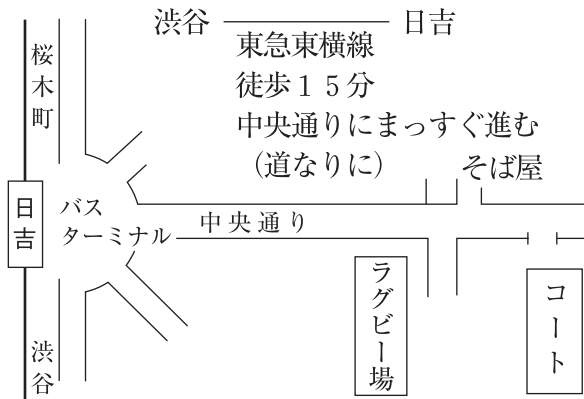 渋谷 ―― 日吉
東急東横線
徒歩15分
中央通りにまっすぐ進む
(道なりに)
そば屋
桜木町
日吉
バス
ターミナル
中央通り
ラグビー場
コート
渋谷